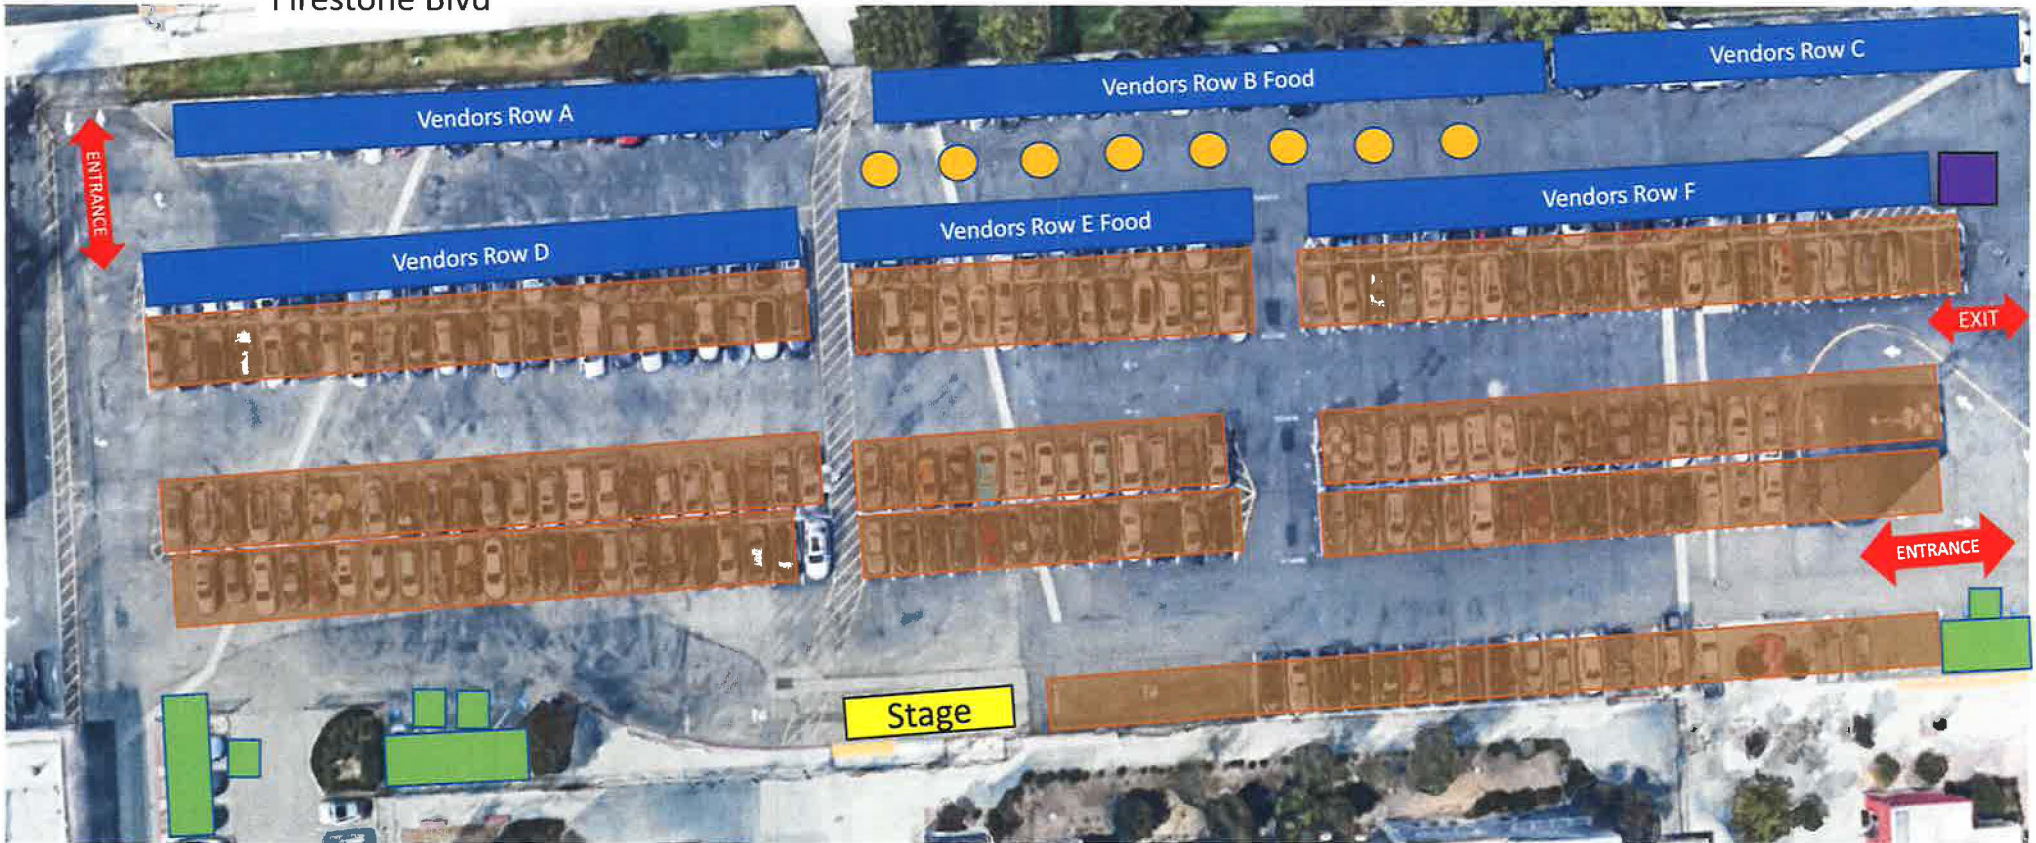 Firestone Blvd
Vendors Row C
Vendors Row B Food
Vendors Row A
ENTRANCE
Vendors Row F
Vendors Row E Food
Vendors Row D
EXIT
ENTRANCE
Stage